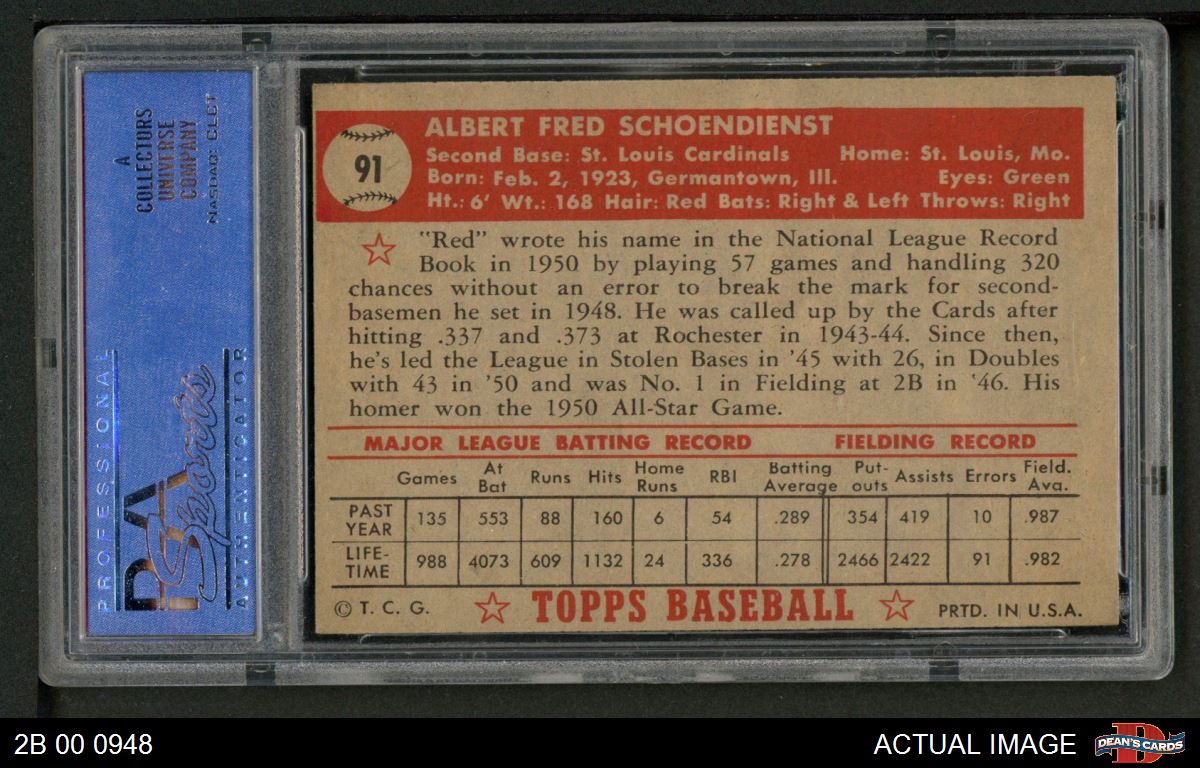 A
COLLECTORS
UNIVERSE
COMPANY
NASDAQ: CLCT
PROFESSIONAL
PSA
Sports
AUTHENTICATOR
91
ALBERT FRED SCHOENDIENST
Second Base: St. Louis Cardinals Home: St. Louis, Mo.
Born: Feb. 2, 1923, Germantown, Ill. Eyes: Green
Ht.: 6' Wt.: 168 Hair: Red Bats: Right & Left Throws: Right
"Red" wrote his name in the National League Record
Book in 1950 by playing 57 games and handling 320
chances without an error to break the mark for second-
basemen he set in 1948. He was called up by the Cards after
hitting .337 and .373 at Rochester in 1943-44. Since then,
he's led the League in Stolen Bases in '45 with 26, in Doubles
with 43 in '50 and was No. 1 in Fielding at 2B in '46. His
homer won the 1950 All-Star Game.
MAJOR LEAGUE BATTING RECORD FIELDING RECORD
Games At Bat Runs Hits Home Runs RBI Batting Average Put-outs Assists Errors Field. Ava.
PAST YEAR 135 553 88 160 6 54 .289 354 419 10 .987
LIFE-TIME 988 4073 609 1132 24 336 .278 2466 2422 91 .982
© T. C. G. TOPPS BASEBALL PRTD. IN U.S.A.
2B 00 0948 ACTUAL IMAGE DEAN'S CARDS